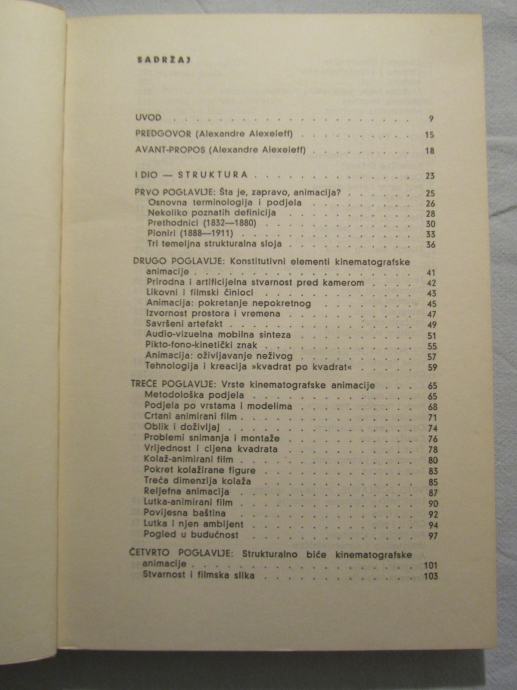 SADRŽAJ
UVOD . . . . . . . . . . . . . . . . . . 9
PREDGOVOR (Alexandre Alexeieff) . . . . . . . . . 15
AVANT-PROPOS (Alexandre Alexeieff) . . . . . . . . 18
I DIO — STRUKTURA . . . . . . . . . . . . . 23
PRVO POGLAVLJE: Šta je, zapravo, animacija? . . . . . . 25
Osnovna terminologija i podjela . . . . . . . . . 26
Nekoliko poznatih definicija . . . . . . . . . . 28
Prethodnici (1832—1880) . . . . . . . . . . . 30
Pioniri (1888—1911) . . . . . . . . . . . . 33
Tri temeljna strukturalna sloja . . . . . . . . . 36
DRUGO POGLAVLJE: Konstitutivni elementi kinematografske
animacije . . . . . . . . . . . . . . . 41
Prirodna i artificijelna stvarnost pred kamerom . . . . 42
Likovni i filmski činioci . . . . . . . . . . . 43
Animacija: pokretanje nepokretnog . . . . . . . . 45
Izvornost prostora i vremena . . . . . . . . . . 47
Savršeni artefakt . . . . . . . . . . . . . 49
Audio-vizuelna mobilna sinteza . . . . . . . . . 51
Pikto-fono-kinetički znak . . . . . . . . . . . 55
Animacija: oživljavanje neživog . . . . . . . . . 57
Tehnologija i kreacija »kvadrat po kvadrat« . . . . . 59
TREĆE POGLAVLJE: Vrste kinematografske animacije . . . . 65
Metodološka podjela . . . . . . . . . . . . 65
Podjela po vrstama i modelima . . . . . . . . . 68
Crtani animirani film . . . . . . . . . . . . 71
Oblik i doživljaj . . . . . . . . . . . . . 74
Problemi snimanja i montaže . . . . . . . . . . 76
Vrijednost i cijena kvadrata . . . . . . . . . . 78
Kolaž-animirani film . . . . . . . . . . . . 80
Pokret kolažirane figure . . . . . . . . . . . 83
Treća dimenzija kolaža . . . . . . . . . . . 85
Reljefna animacija . . . . . . . . . . . . . 87
Lutka-animirani film . . . . . . . . . . . . 90
Povijesna baština . . . . . . . . . . . . . 92
Lutka i njen ambijent . . . . . . . . . . . . 94
Pogled u budućnost . . . . . . . . . . . . 97
ČETVRTO POGLAVLJE: Strukturalno biće kinematografske
animacije . . . . . . . . . . . . . . . 101
Stvarnost i filmska slika . . . . . . . . . . . 103